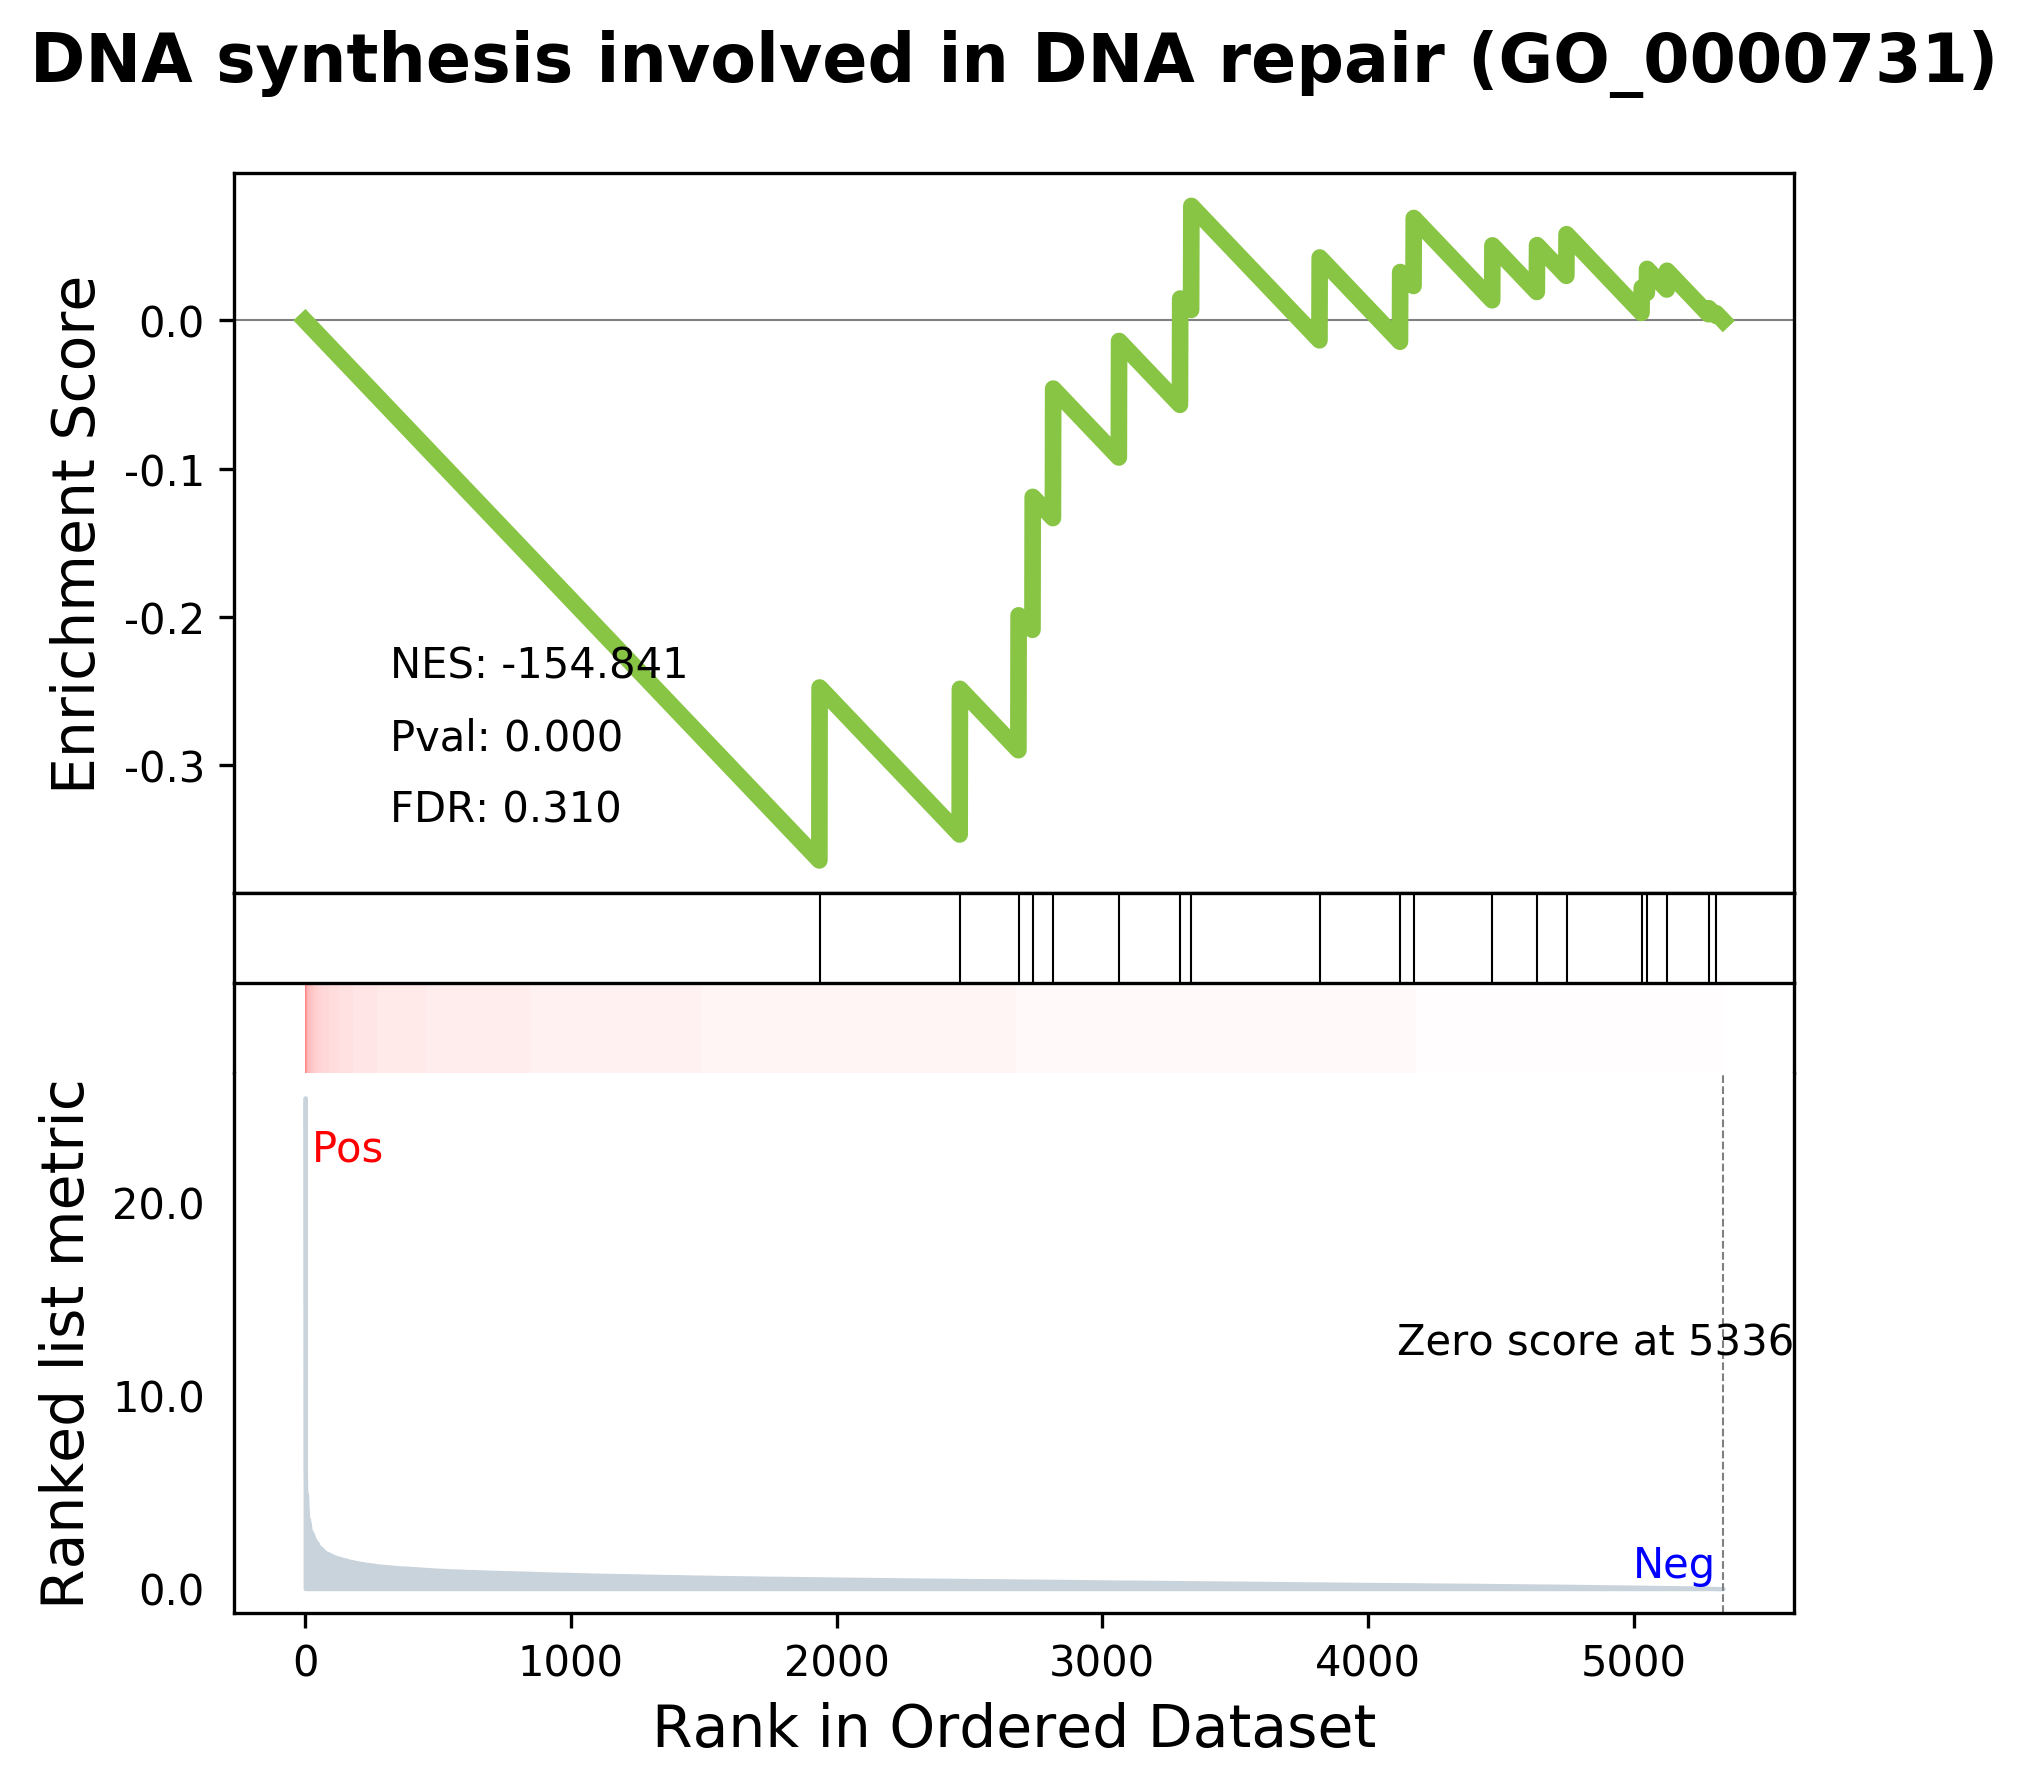 DNA synthesis involved in DNA repair (GO_0000731)
Enrichment Score
0.0
-0.1
-0.2
-0.3
NES: -154.841
Pval: 0.000
FDR: 0.310
Ranked list metric
Pos
20.0
10.0
0.0
Zero score at 5336
Neg
0 1000 2000 3000 4000 5000
Rank in Ordered Dataset